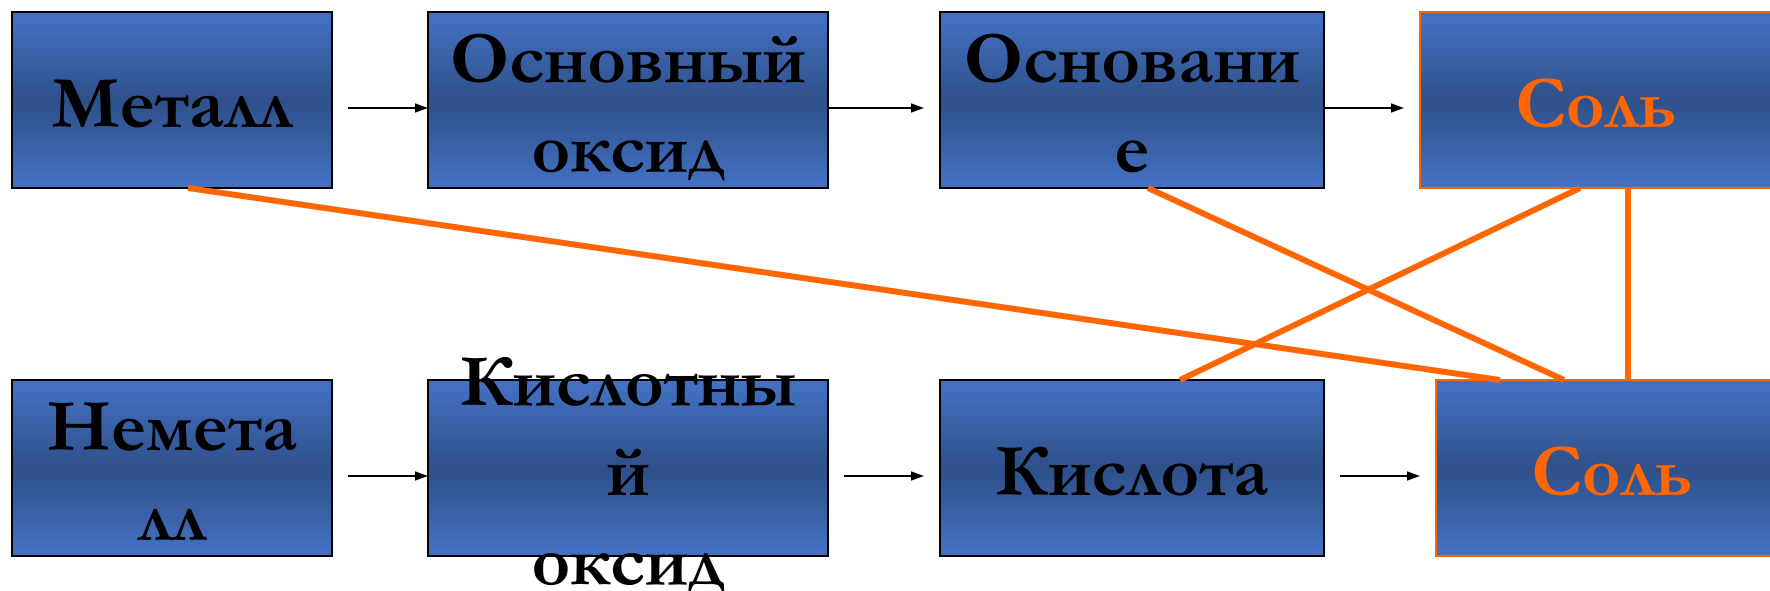 Металл
Основный
оксид
Основани
е
Соль
Немета
лл
Кислотны
й
оксид
Кислота
Соль